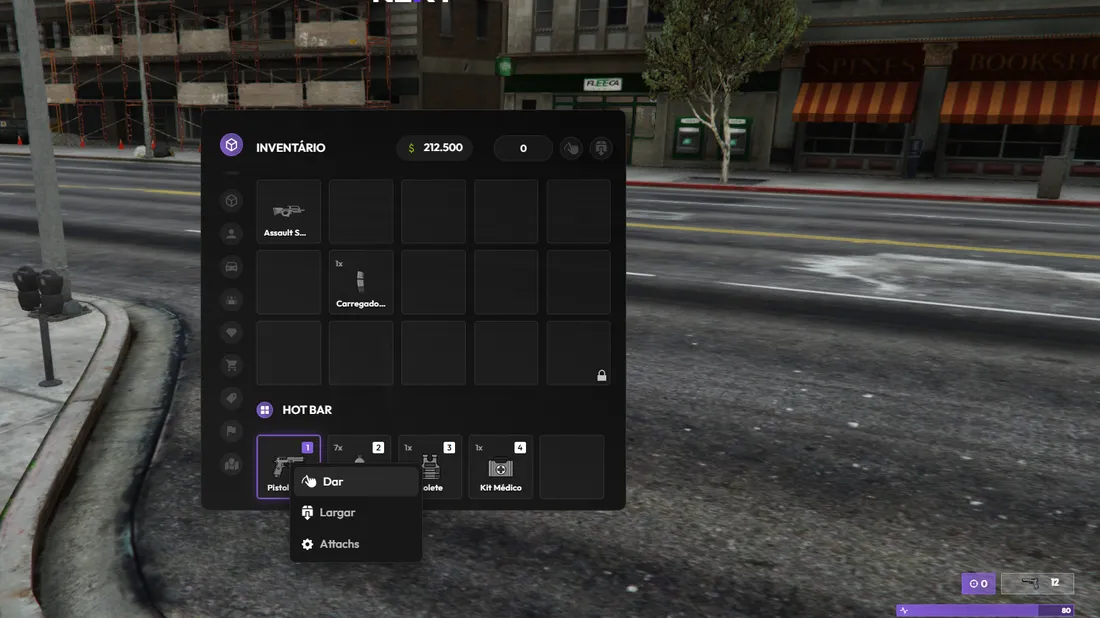 FLEECA
SPINES
BOOKSHO
INVENTÁRIO
$ 212.500
0
Assault S...
1x
Carregado...
HOT BAR
1
7x
2
1x
3
1x
4
Pistol
olete
Kit Médico
Dar
Largar
Attachs
0
12
80